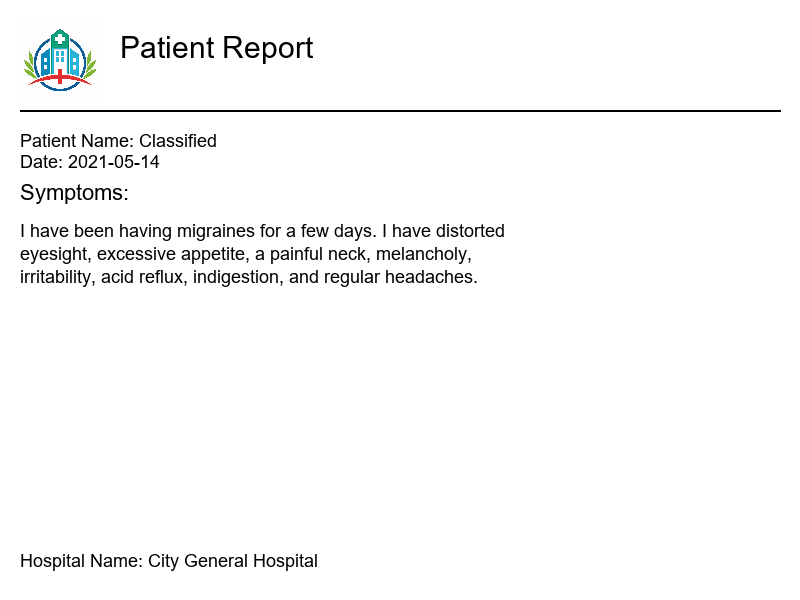 Patient Report
Patient Name: Classified
Date: 2021-05-14
Symptoms:
I have been having migraines for a few days. I have distorted
eyesight, excessive appetite, a painful neck, melancholy,
irritability, acid reflux, indigestion, and regular headaches.
Hospital Name: City General Hospital